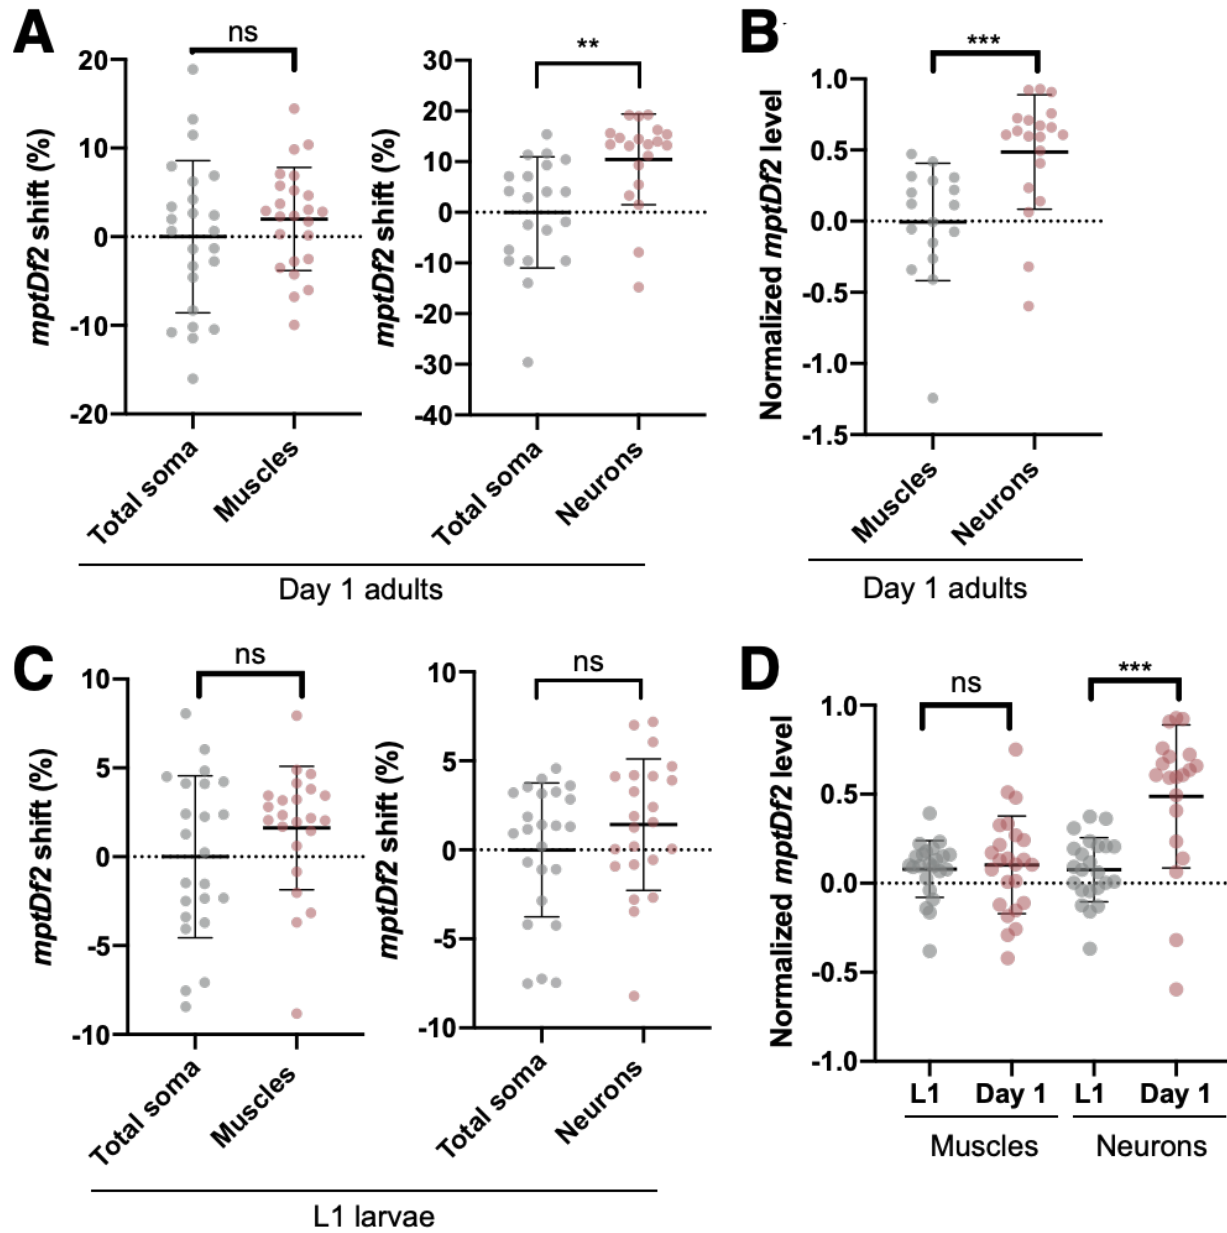 A
ns
**
mptDf2 shift (%)
20
10
0
-10
-20
Total soma
Muscles
mptDf2 shift (%)
30
20
10
0
-10
-20
-30
-40
Total soma
Neurons
Day 1 adults
B
***
Normalized mptDf2 level
1.0
0.5
0.0
-0.5
-1.0
-1.5
Muscles
Neurons
Day 1 adults
C
ns
mptDf2 shift (%)
10
5
0
-5
-10
Total soma
Muscles
ns
mptDf2 shift (%)
10
5
0
-5
-10
Total soma
Neurons
L1 larvae
D
ns
***
Normalized mptDf2 level
1.0
0.5
0.0
-0.5
-1.0
L1 Day 1 L1 Day 1
Muscles Neurons